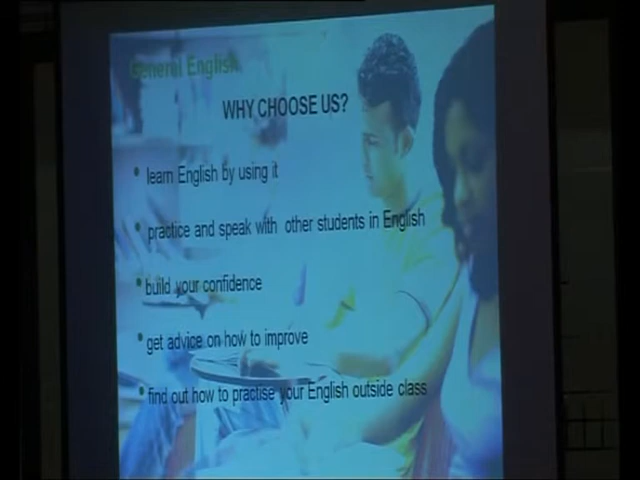 General English
WHY CHOOSE US?
• learn English by using it
• practice and speak with other students in English
• build your confidence
• get advice on how to improve
• find out how to practise your English outside class